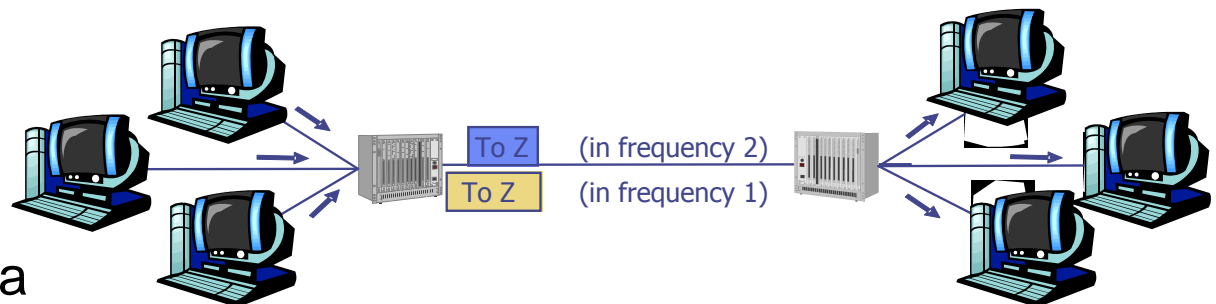 To Z (in frequency 2)
To Z (in frequency 1)
a